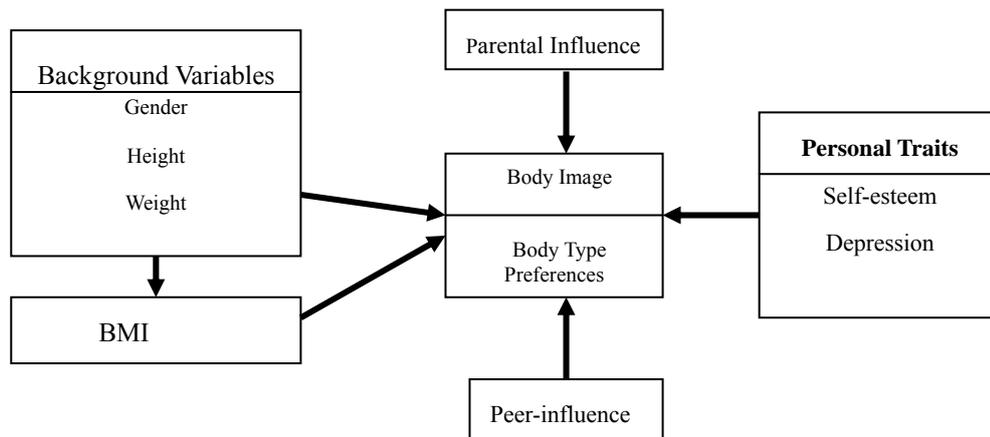 Parental Influence
Background Variables
Gender
Height
Weight
BMI
Body Image
Body Type
Preferences
Personal Traits
Self-esteem
Depression
Peer-influence